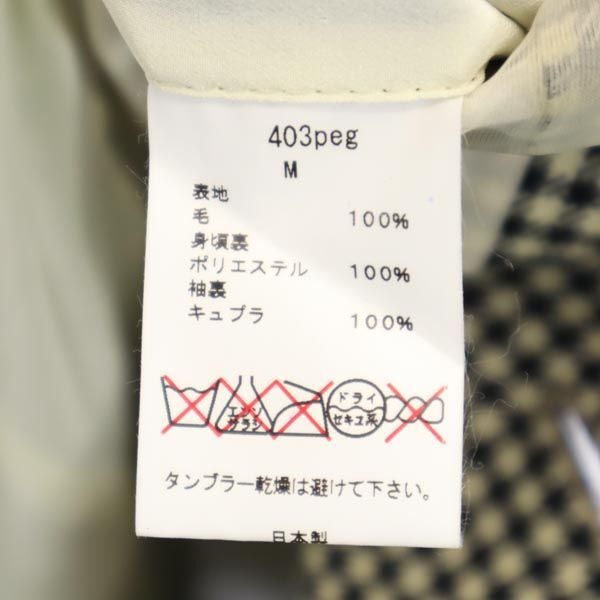 403peg
M
表地
毛 100%
身頃裏
ポリエステル 100%
袖裏
キュプラ 100%
エンソ サラシ ドライ セキユ系
タンブラー乾燥は避けて下さい。
日本製